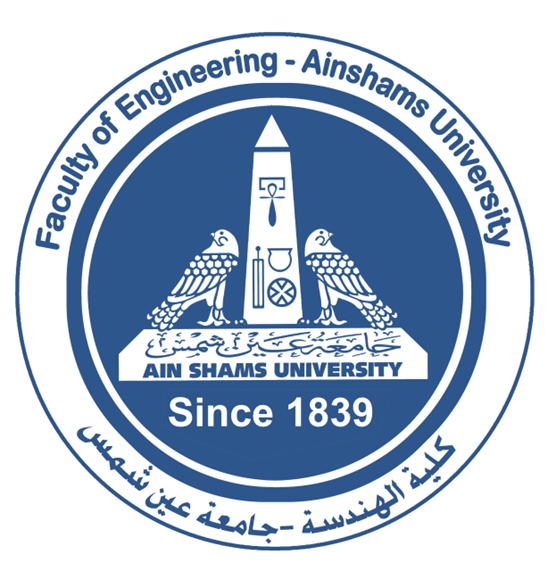 Faculty of Engineering - Ainshams University
جامعة عين شمس
AIN SHAMS UNIVERSITY
Since 1839
كلية الهندسة - جامعة عين شمس